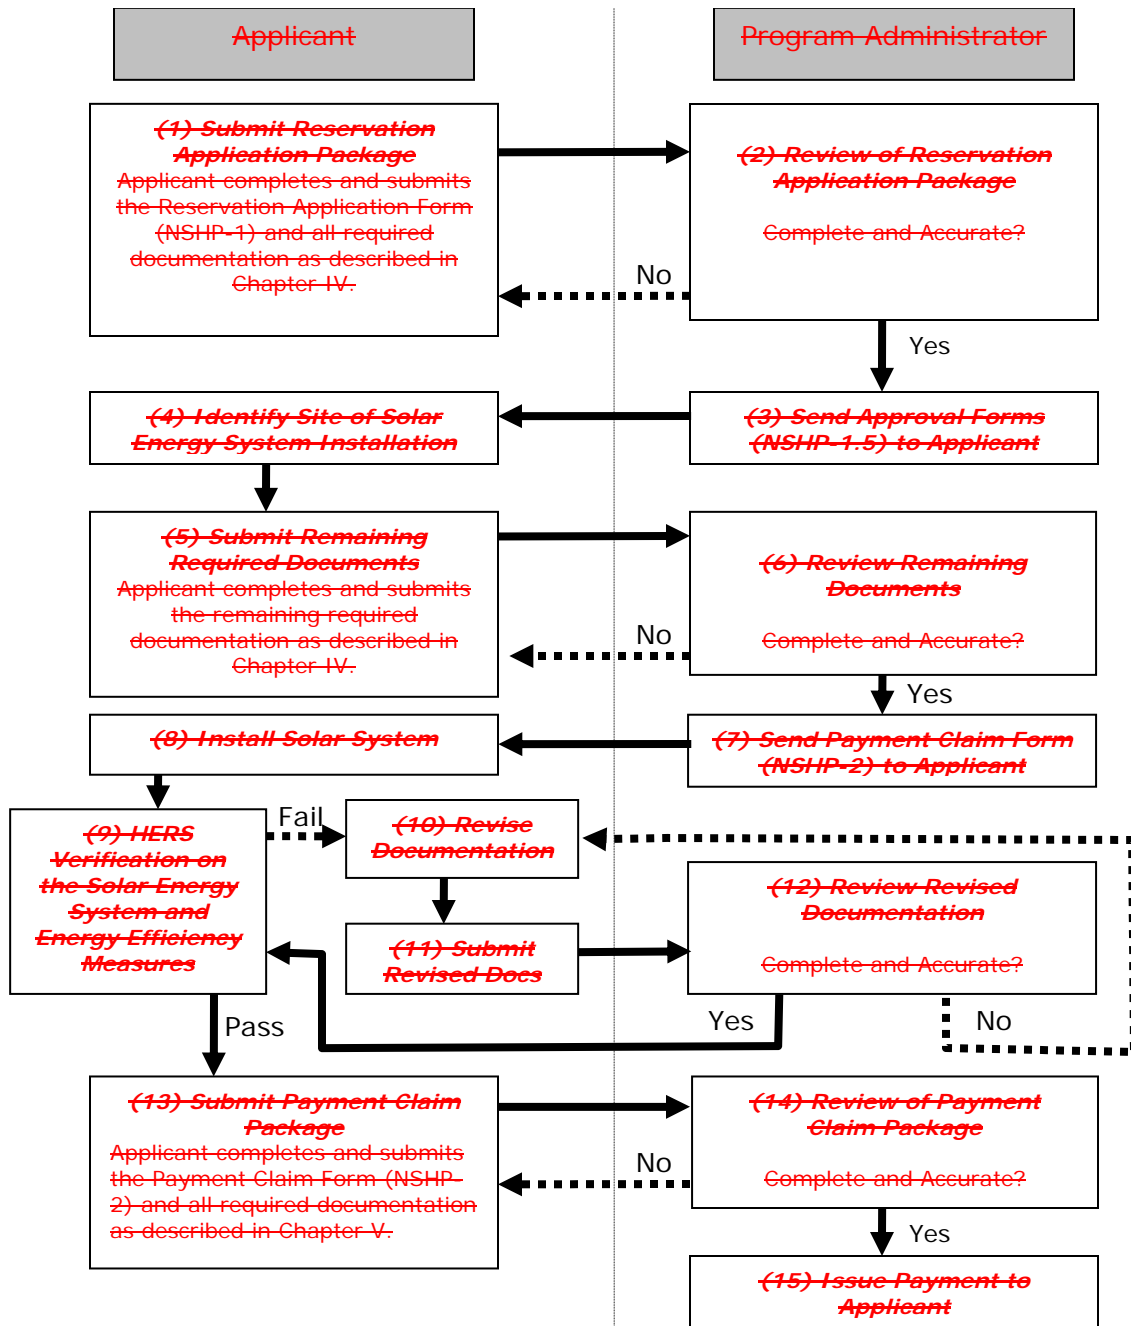 Applicant
Program Administrator
(1) Submit Reservation
Application Package
Applicant completes and submits
the Reservation Application Form
(NSHP-1) and all required
documentation as described in
Chapter IV.
(2) Review of Reservation
Application Package
Complete and Accurate?
No
Yes
(4) Identify Site of Solar
Energy System Installation
(3) Send Approval Forms
(NSHP-1.5) to Applicant
(5) Submit Remaining
Required Documents
Applicant completes and submits
the remaining required
documentation as described in
Chapter IV.
(6) Review Remaining
Documents
Complete and Accurate?
No
Yes
(8) Install Solar System
(7) Send Payment Claim Form
(NSHP-2) to Applicant
(9) HERS
Verification on
the Solar Energy
System and
Energy Efficiency
Measures
Fail
(10) Revise
Documentation
(11) Submit
Revised Docs
(12) Review Revised
Documentation
Complete and Accurate?
Pass
Yes
No
(13) Submit Payment Claim
Package
Applicant completes and submits
the Payment Claim Form (NSHP-
2) and all required documentation
as described in Chapter V.
(14) Review of Payment
Claim Package
Complete and Accurate?
No
Yes
(15) Issue Payment to
Applicant